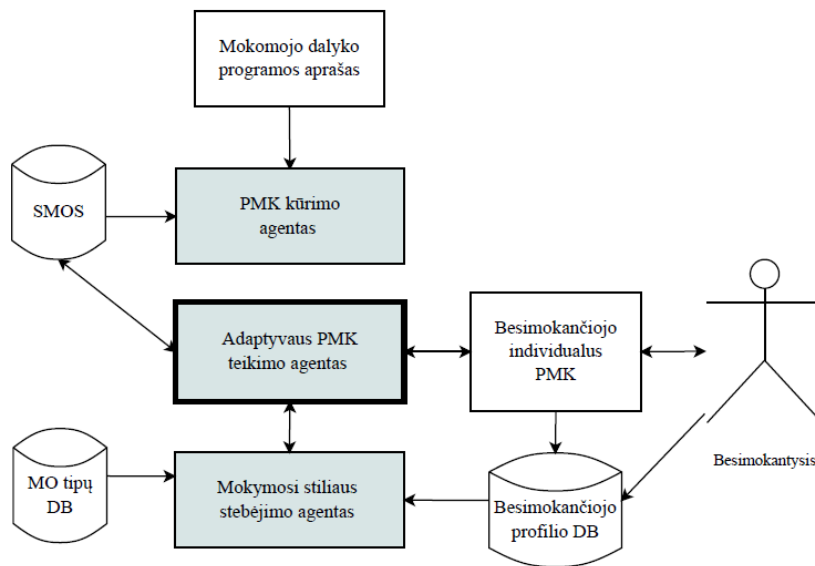 Mokomojo dalyko
programos aprašas
SMOS
PMK kūrimo
agentas
Adaptyvaus PMK
teikimo agentas
Besimokančiojo
individualus
PMK
Besimokantysis
MO tipų
DB
Mokymosi stiliaus
stebėjimo agentas
Besimokančiojo
profilio DB